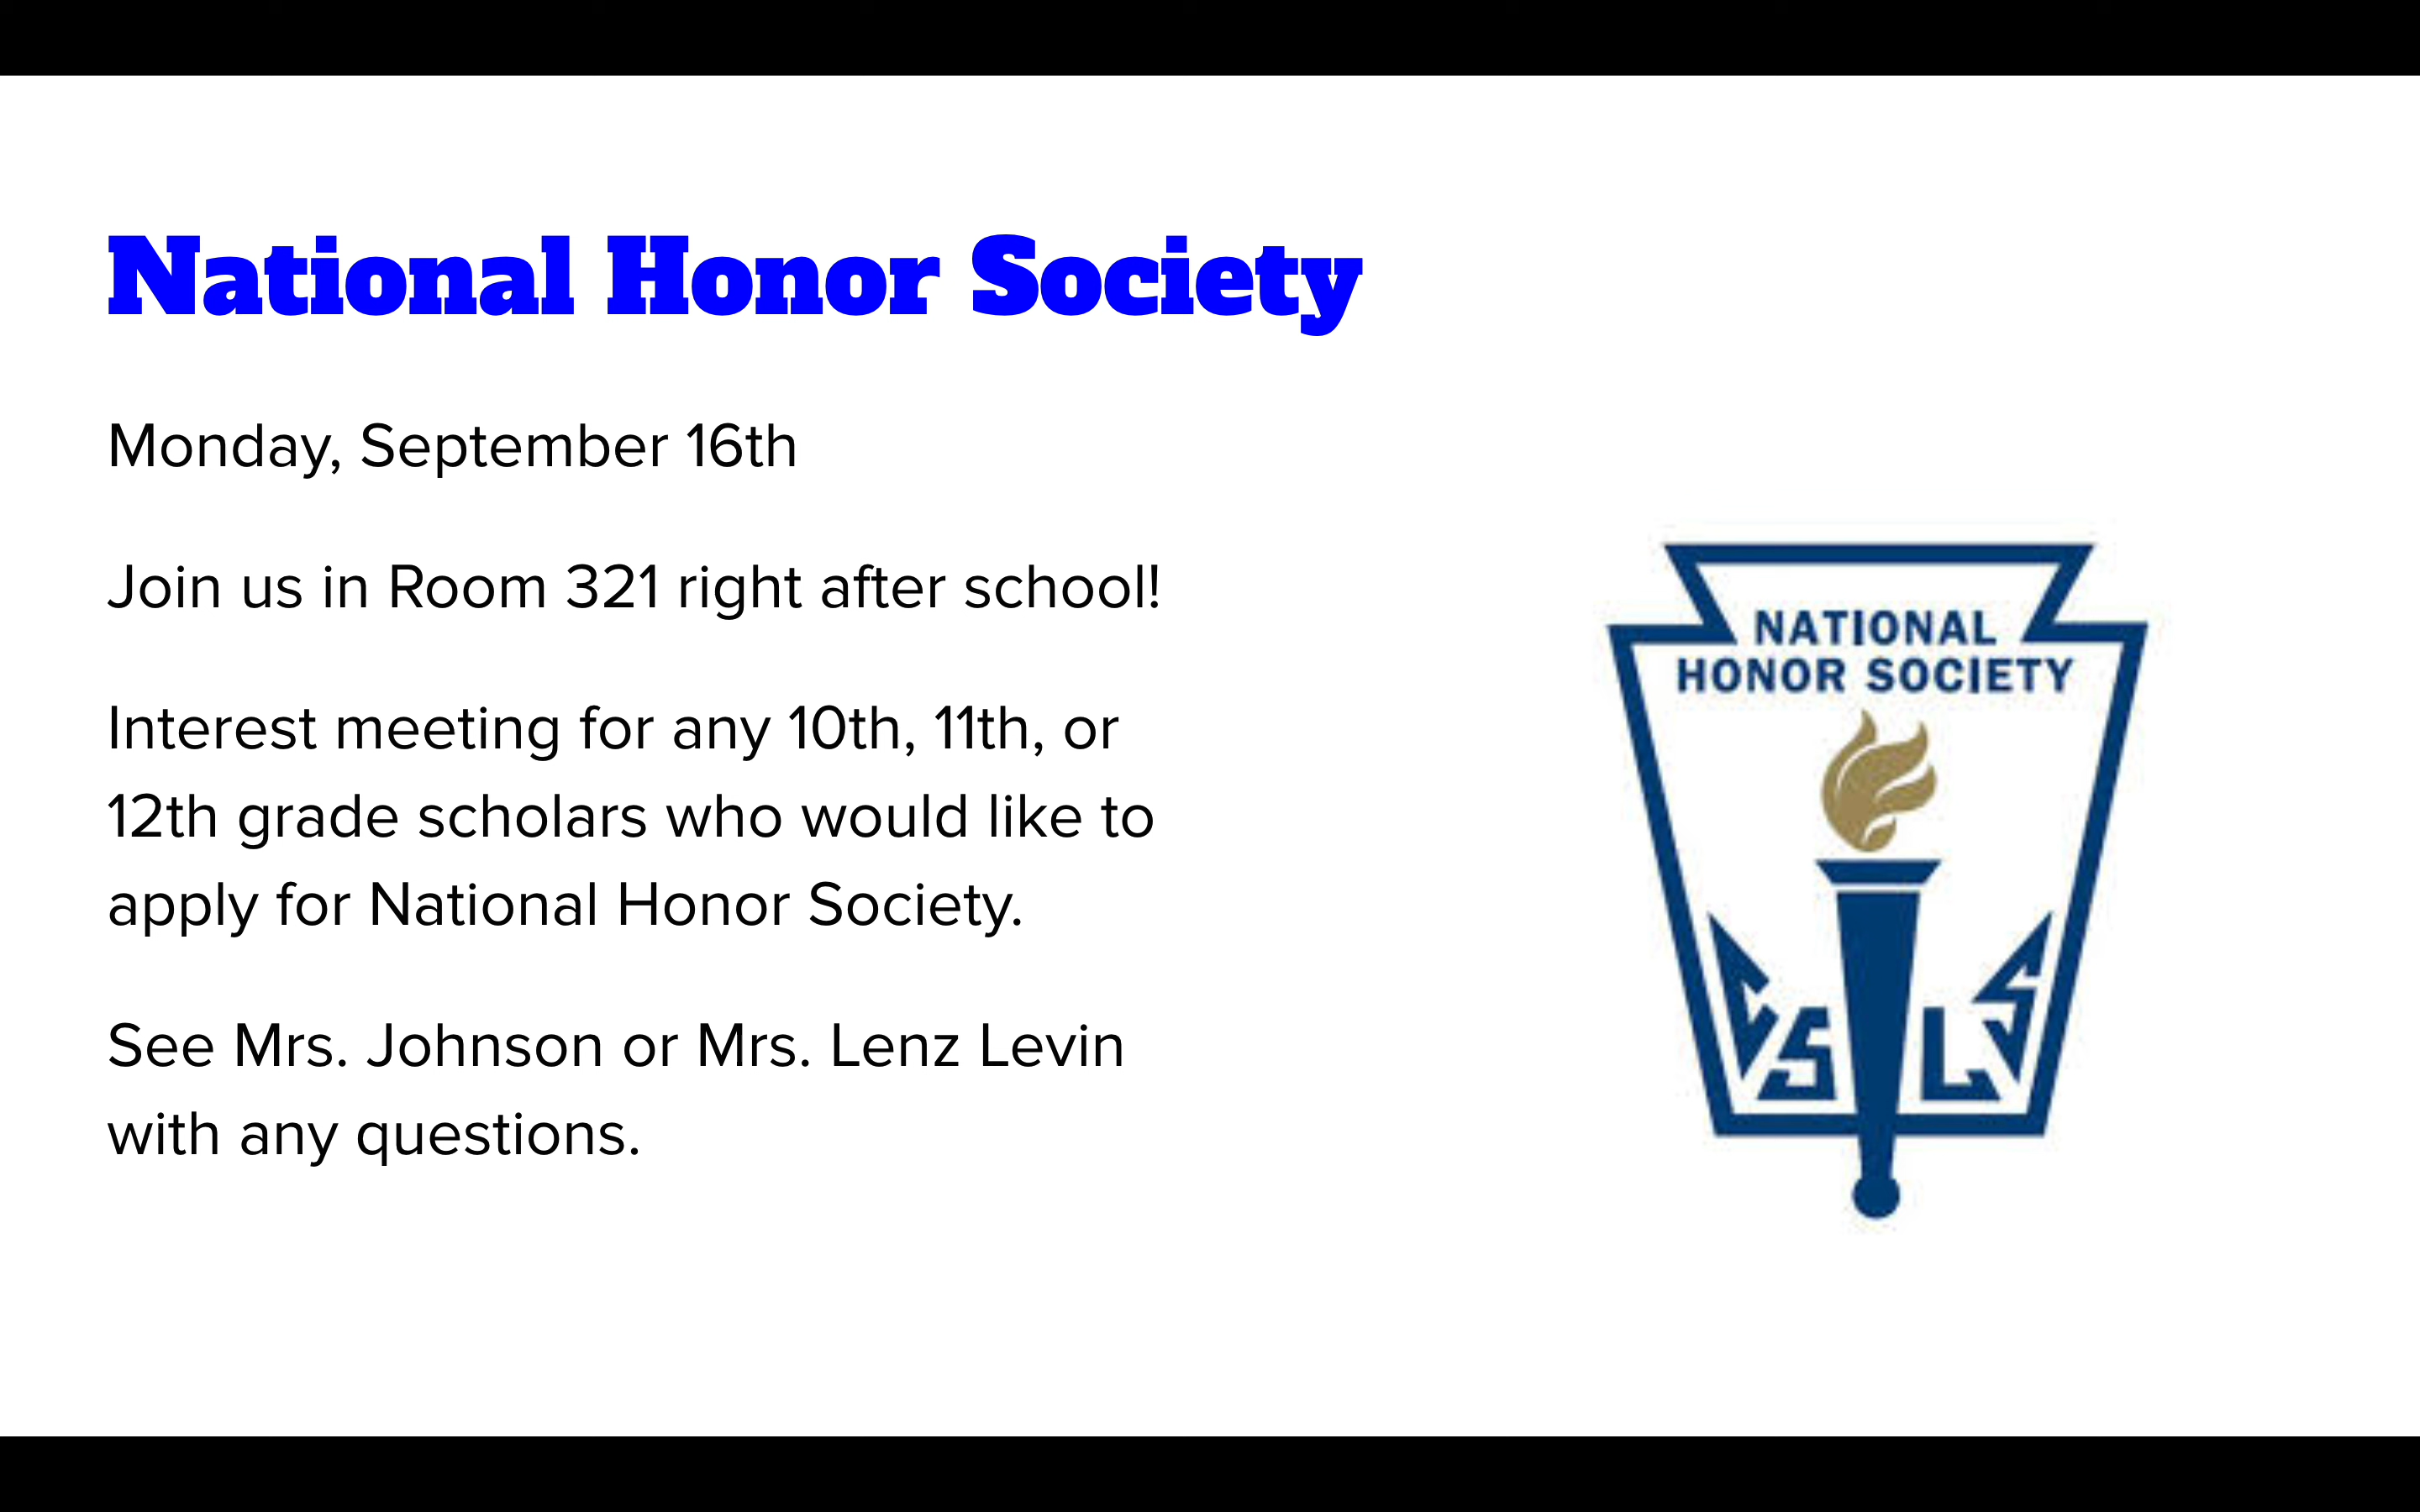 National Honor Society
Monday, September 16th
Join us in Room 321 right after school!
Interest meeting for any 10th, 11th, or
12th grade scholars who would like to
apply for National Honor Society.
See Mrs. Johnson or Mrs. Lenz Levin
with any questions.
NATIONAL
HONOR SOCIETY
C S L S